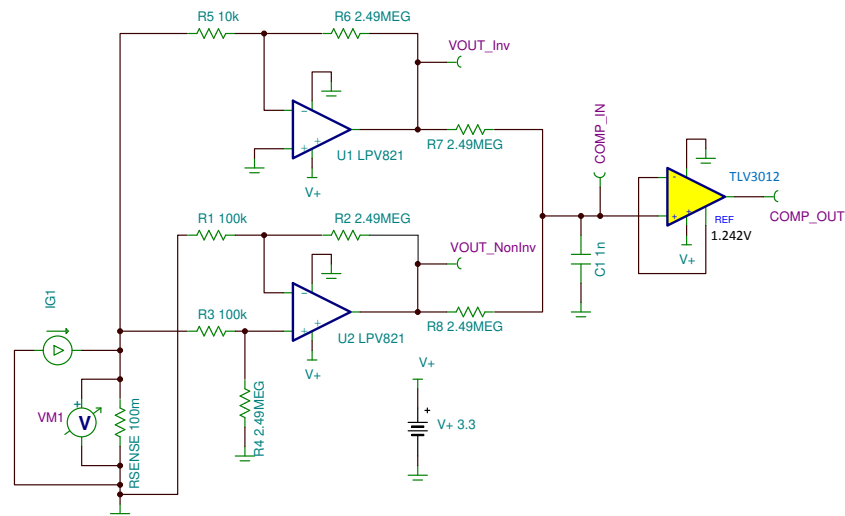 R5 10k
R6 2.49MEG
VOUT_Inv
U1 LPV821
V+
R7 2.49MEG
COMP_IN
TLV3012
REF
1.242V
COMP_OUT
V+
C1 1n
R1 100k
R2 2.49MEG
VOUT_NonInv
R3 100k
U2 LPV821
V+
R8 2.49MEG
IG1
R4 2.49MEG
V+
V+ 3.3
VM1
V
RSENSE 100m